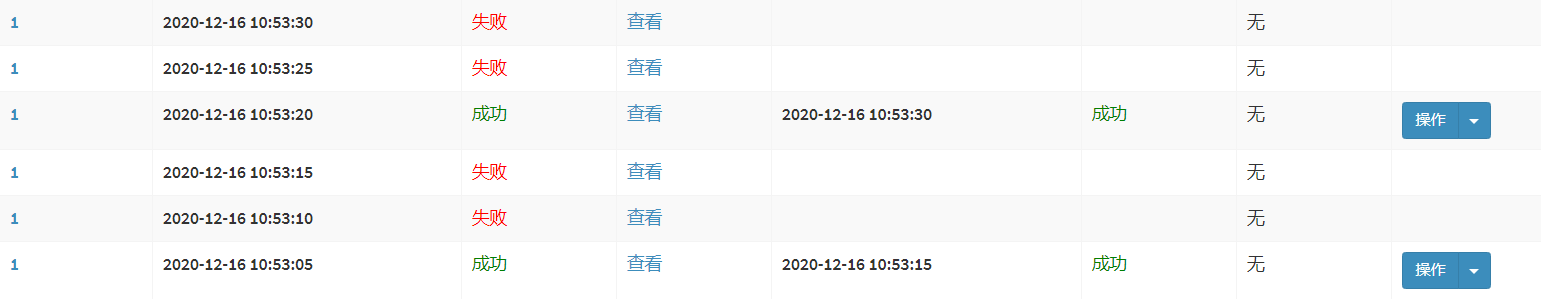 1 2020-12-16 10:53:30 失败 查看 无
1 2020-12-16 10:53:25 失败 查看 无
1 2020-12-16 10:53:20 成功 查看 2020-12-16 10:53:30 成功 无 操作
1 2020-12-16 10:53:15 失败 查看 无
1 2020-12-16 10:53:10 失败 查看 无
1 2020-12-16 10:53:05 成功 查看 2020-12-16 10:53:15 成功 无 操作